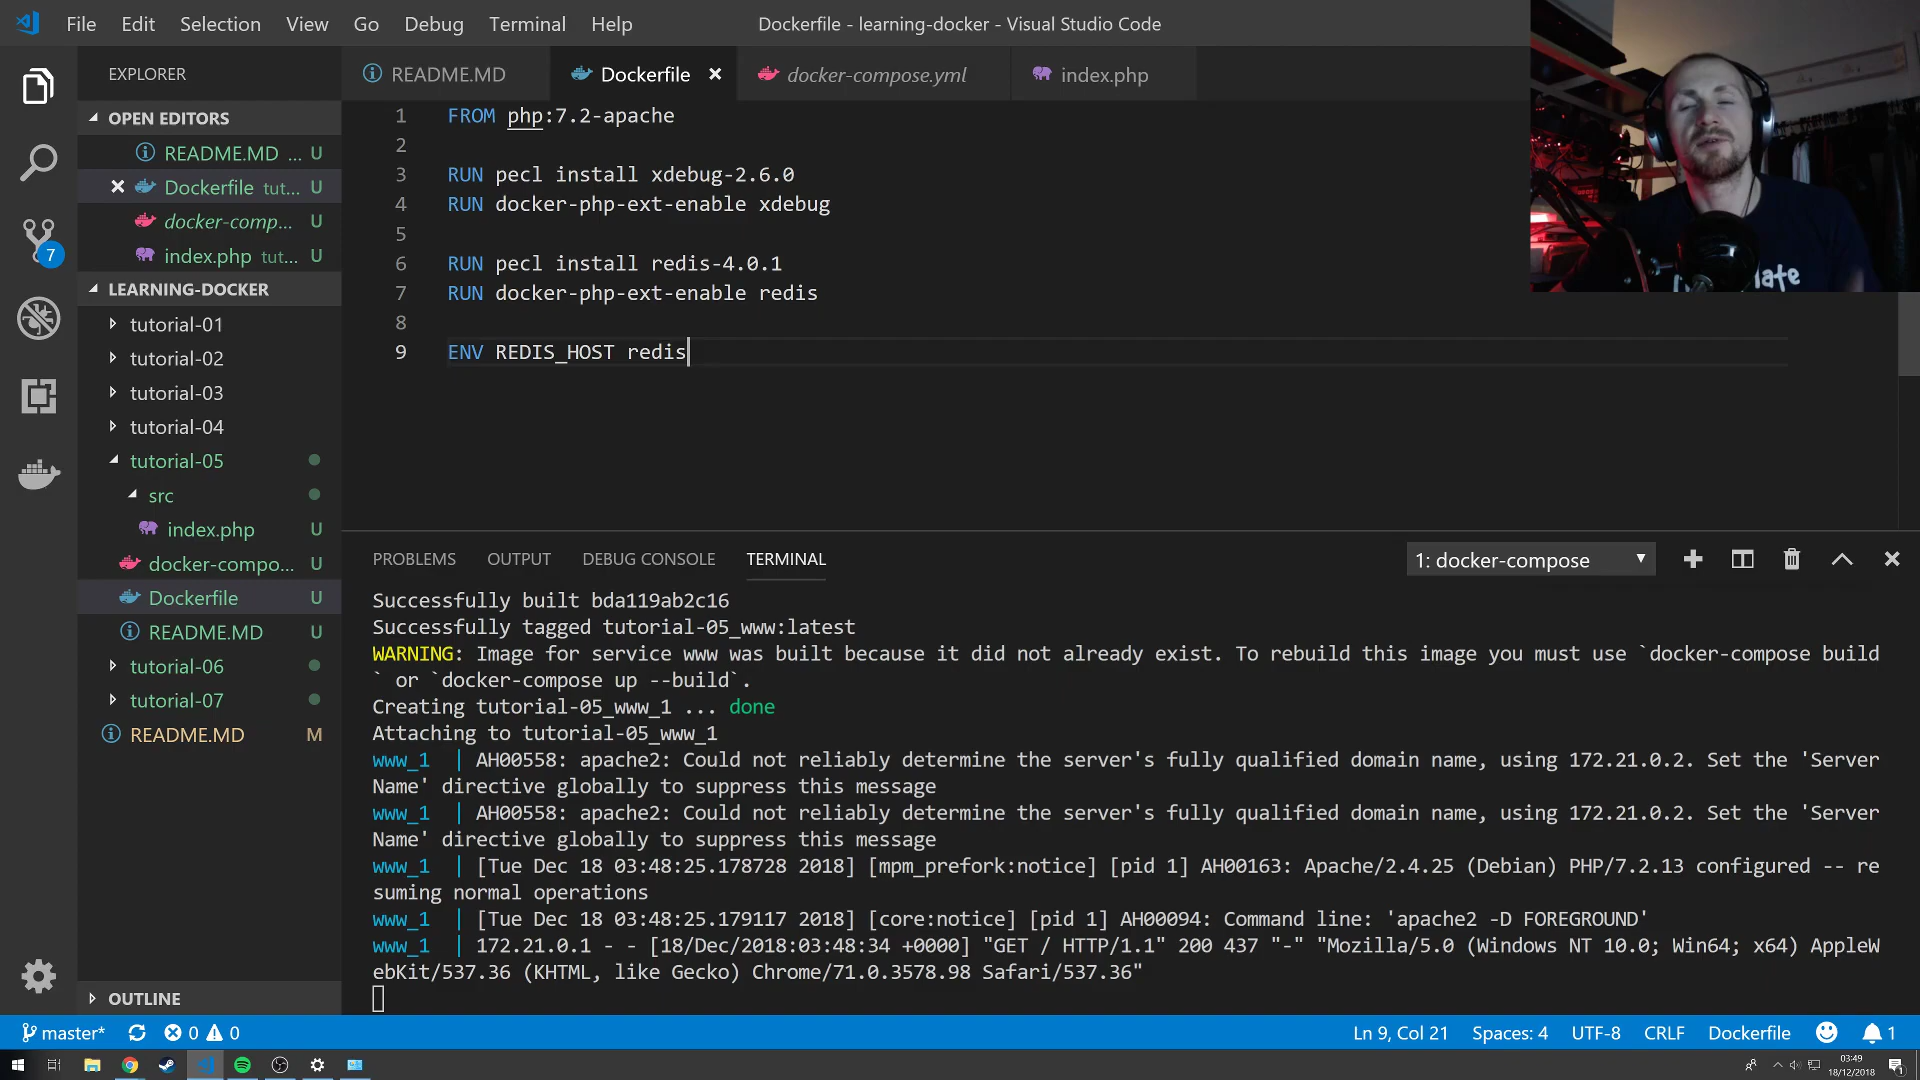 File Edit Selection View Go Debug Terminal Help
Dockerfile - learning-docker - Visual Studio Code
EXPLORER
OPEN EDITORS
README.MD ... U
Dockerfile tut... U
docker-comp... U
index.php tut... U
LEARNING-DOCKER
tutorial-01
tutorial-02
tutorial-03
tutorial-04
tutorial-05
src
index.php U
docker-compo... U
Dockerfile U
README.MD U
tutorial-06
tutorial-07
README.MD M
OUTLINE
7
README.MD Dockerfile docker-compose.yml index.php
1 FROM php:7.2-apache
2
3 RUN pecl install xdebug-2.6.0
4 RUN docker-php-ext-enable xdebug
5
6 RUN pecl install redis-4.0.1
7 RUN docker-php-ext-enable redis
8
9 ENV REDIS_HOST redis
PROBLEMS OUTPUT DEBUG CONSOLE TERMINAL
1: docker-compose
Successfully built bda119ab2c16
Successfully tagged tutorial-05_www:latest
WARNING: Image for service www was built because it did not already exist. To rebuild this image you must use `docker-compose build
` or `docker-compose up --build`.
Creating tutorial-05_www_1 ... done
Attaching to tutorial-05_www_1
www_1 | AH00558: apache2: Could not reliably determine the server's fully qualified domain name, using 172.21.0.2. Set the 'Server
Name' directive globally to suppress this message
www_1 | AH00558: apache2: Could not reliably determine the server's fully qualified domain name, using 172.21.0.2. Set the 'Server
Name' directive globally to suppress this message
www_1 | [Tue Dec 18 03:48:25.178728 2018] [mpm_prefork:notice] [pid 1] AH00163: Apache/2.4.25 (Debian) PHP/7.2.13 configured -- re
suming normal operations
www_1 | [Tue Dec 18 03:48:25.179117 2018] [core:notice] [pid 1] AH00094: Command line: 'apache2 -D FOREGROUND'
www_1 | 172.21.0.1 - - [18/Dec/2018:03:48:34 +0000] "GET / HTTP/1.1" 200 437 "-" "Mozilla/5.0 (Windows NT 10.0; Win64; x64) AppleW
ebKit/537.36 (KHTML, like Gecko) Chrome/71.0.3578.98 Safari/537.36"
master* 0 0 Ln 9, Col 21 Spaces: 4 UTF-8 CRLF Dockerfile 1
03:49
18/12/2018